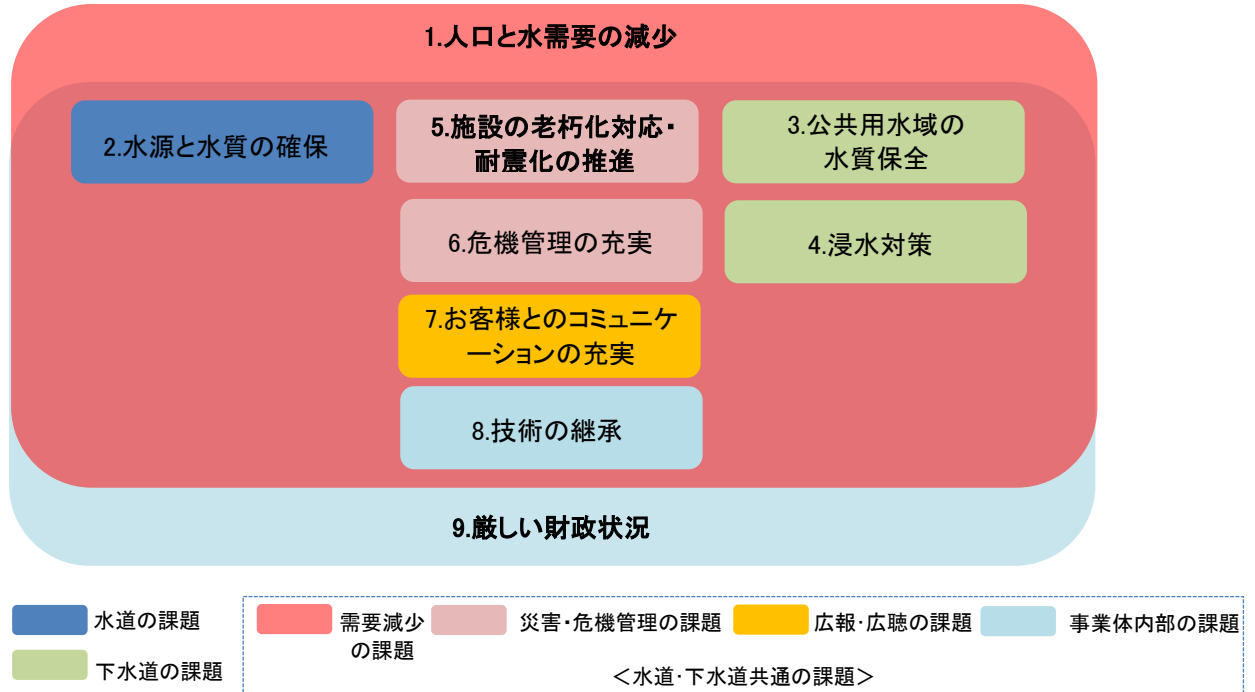 1.人口と水需要の減少
2.水源と水質の確保
5.施設の老朽化対応・
耐震化の推進
3.公共用水域の
水質保全
6.危機管理の充実
4.浸水対策
7.お客様とのコミュニケ
ーションの充実
8.技術の継承
9.厳しい財政状況
水道の課題
下水道の課題
需要減少
の課題
災害・危機管理の課題
広報・広聴の課題
事業体内部の課題
＜水道・下水道共通の課題＞